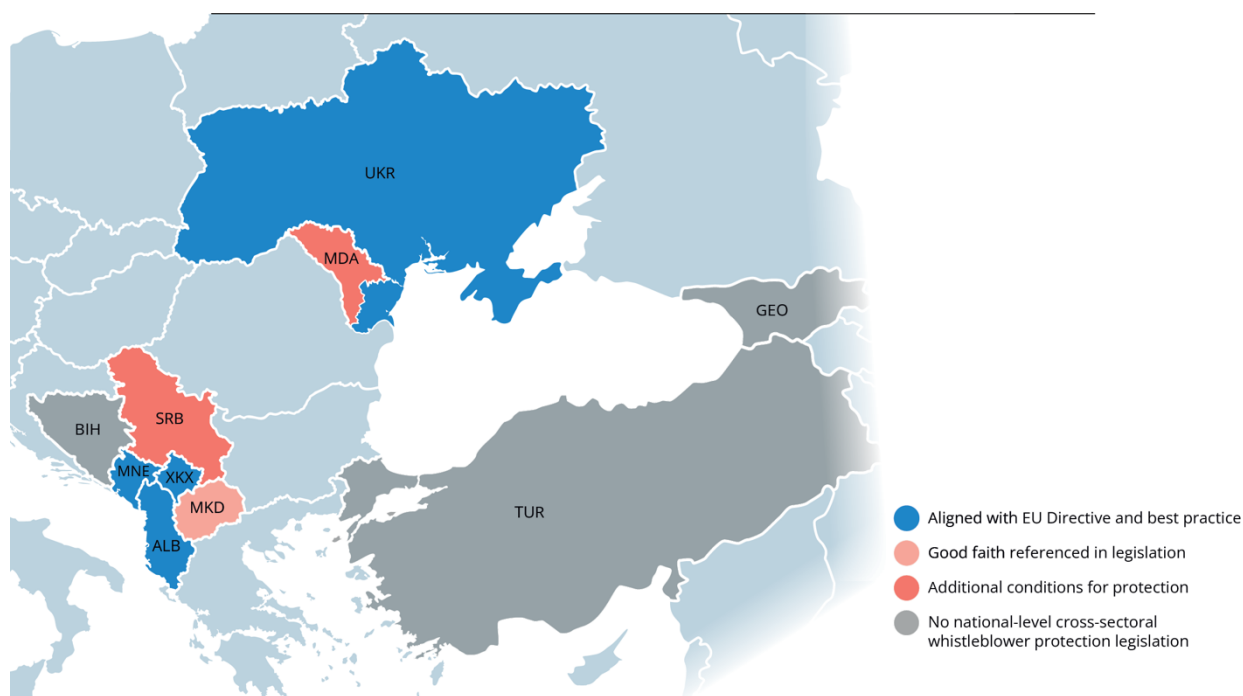 UKR
MDA
GEO
SRB
BIH
MNE
XKX
MKD
TUR
ALB
Aligned with EU Directive and best practice
Good faith referenced in legislation
Additional conditions for protection
No national-level cross-sectoral
whistleblower protection legislation